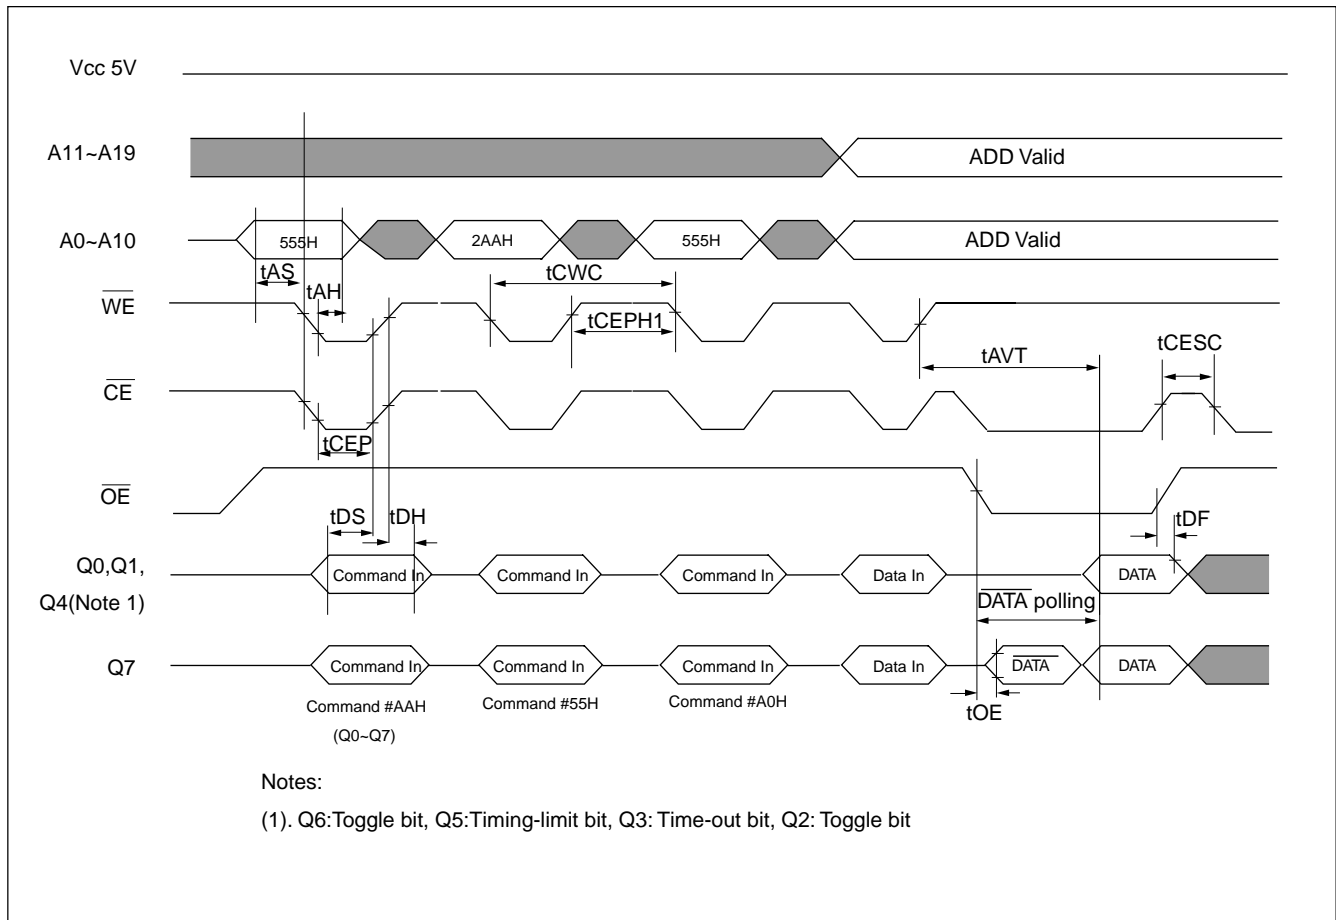 Vcc 5V
A11~A19
ADD Valid
A0~A10
555H
2AAH
555H
ADD Valid
tAS
tAH
tCWC
WE
tCEPH1
tAVT
tCESC
CE
tCEP
OE
tDS
tDH
tDF
Q0,Q1,
Q4(Note 1)
Command In
Command In
Command In
Data In
DATA
DATA polling
Q7
Command In
Command In
Command In
Data In
DATA
DATA
Command #AAH
(Q0~Q7)
Command #55H
Command #A0H
tOE
Notes:
(1). Q6:Toggle bit, Q5:Timing-limit bit, Q3: Time-out bit, Q2: Toggle bit